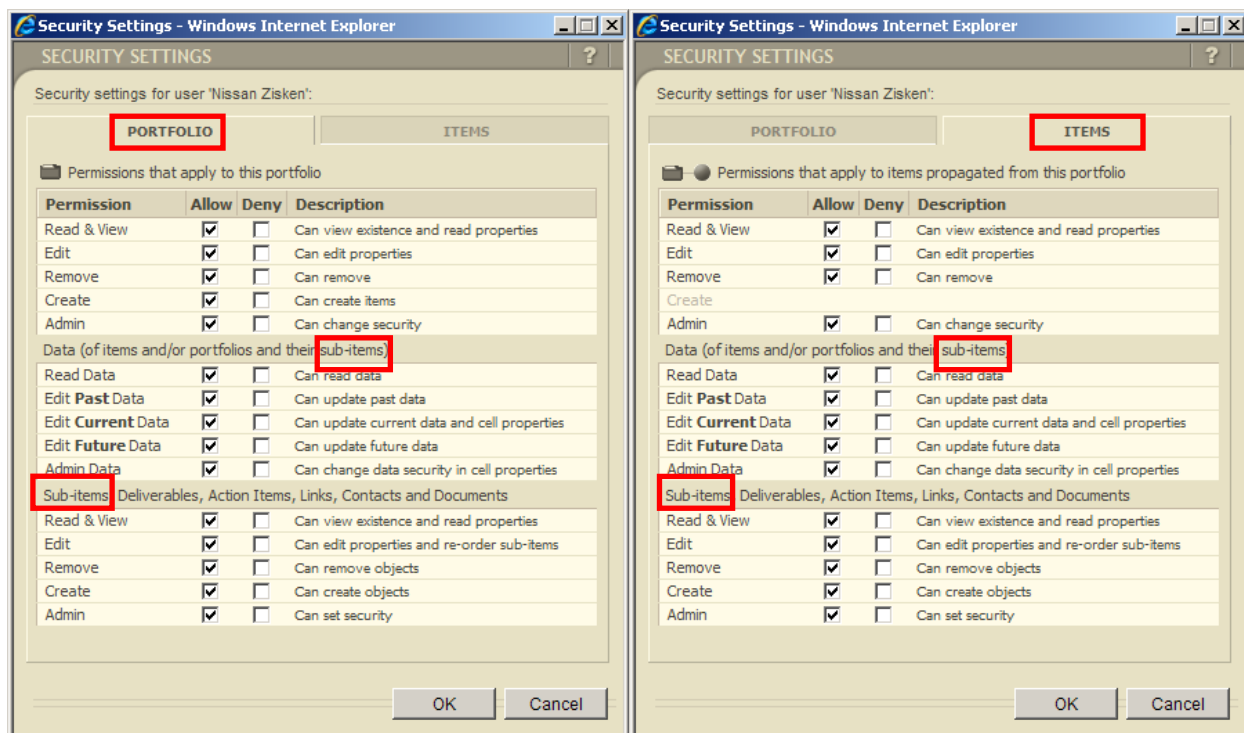 Security Settings - Windows Internet Explorer
SECURITY SETTINGS ?
Security settings for user 'Nissan Zisken':
PORTFOLIO ITEMS
Permissions that apply to this portfolio
Permission Allow Deny Description
Read & View Can view existence and read properties
Edit Can edit properties
Remove Can remove
Create Can create items
Admin Can change security
Data (of items and/or portfolios and their sub-items)
Read Data Can read data
Edit Past Data Can update past data
Edit Current Data Can update current data and cell properties
Edit Future Data Can update future data
Admin Data Can change data security in cell properties
Sub-items, Deliverables, Action Items, Links, Contacts and Documents
Read & View Can view existence and read properties
Edit Can edit properties and re-order sub-items
Remove Can remove objects
Create Can create objects
Admin Can set security
OK Cancel
Security Settings - Windows Internet Explorer
SECURITY SETTINGS ?
Security settings for user 'Nissan Zisken':
PORTFOLIO ITEMS
Permissions that apply to items propagated from this portfolio
Permission Allow Deny Description
Read & View Can view existence and read properties
Edit Can edit properties
Remove Can remove
Create
Admin Can change security
Data (of items and/or portfolios and their sub-items)
Read Data Can read data
Edit Past Data Can update past data
Edit Current Data Can update current data and cell properties
Edit Future Data Can update future data
Admin Data Can change data security in cell properties
Sub-items, Deliverables, Action Items, Links, Contacts and Documents
Read & View Can view existence and read properties
Edit Can edit properties and re-order sub-items
Remove Can remove objects
Create Can create objects
Admin Can set security
OK Cancel